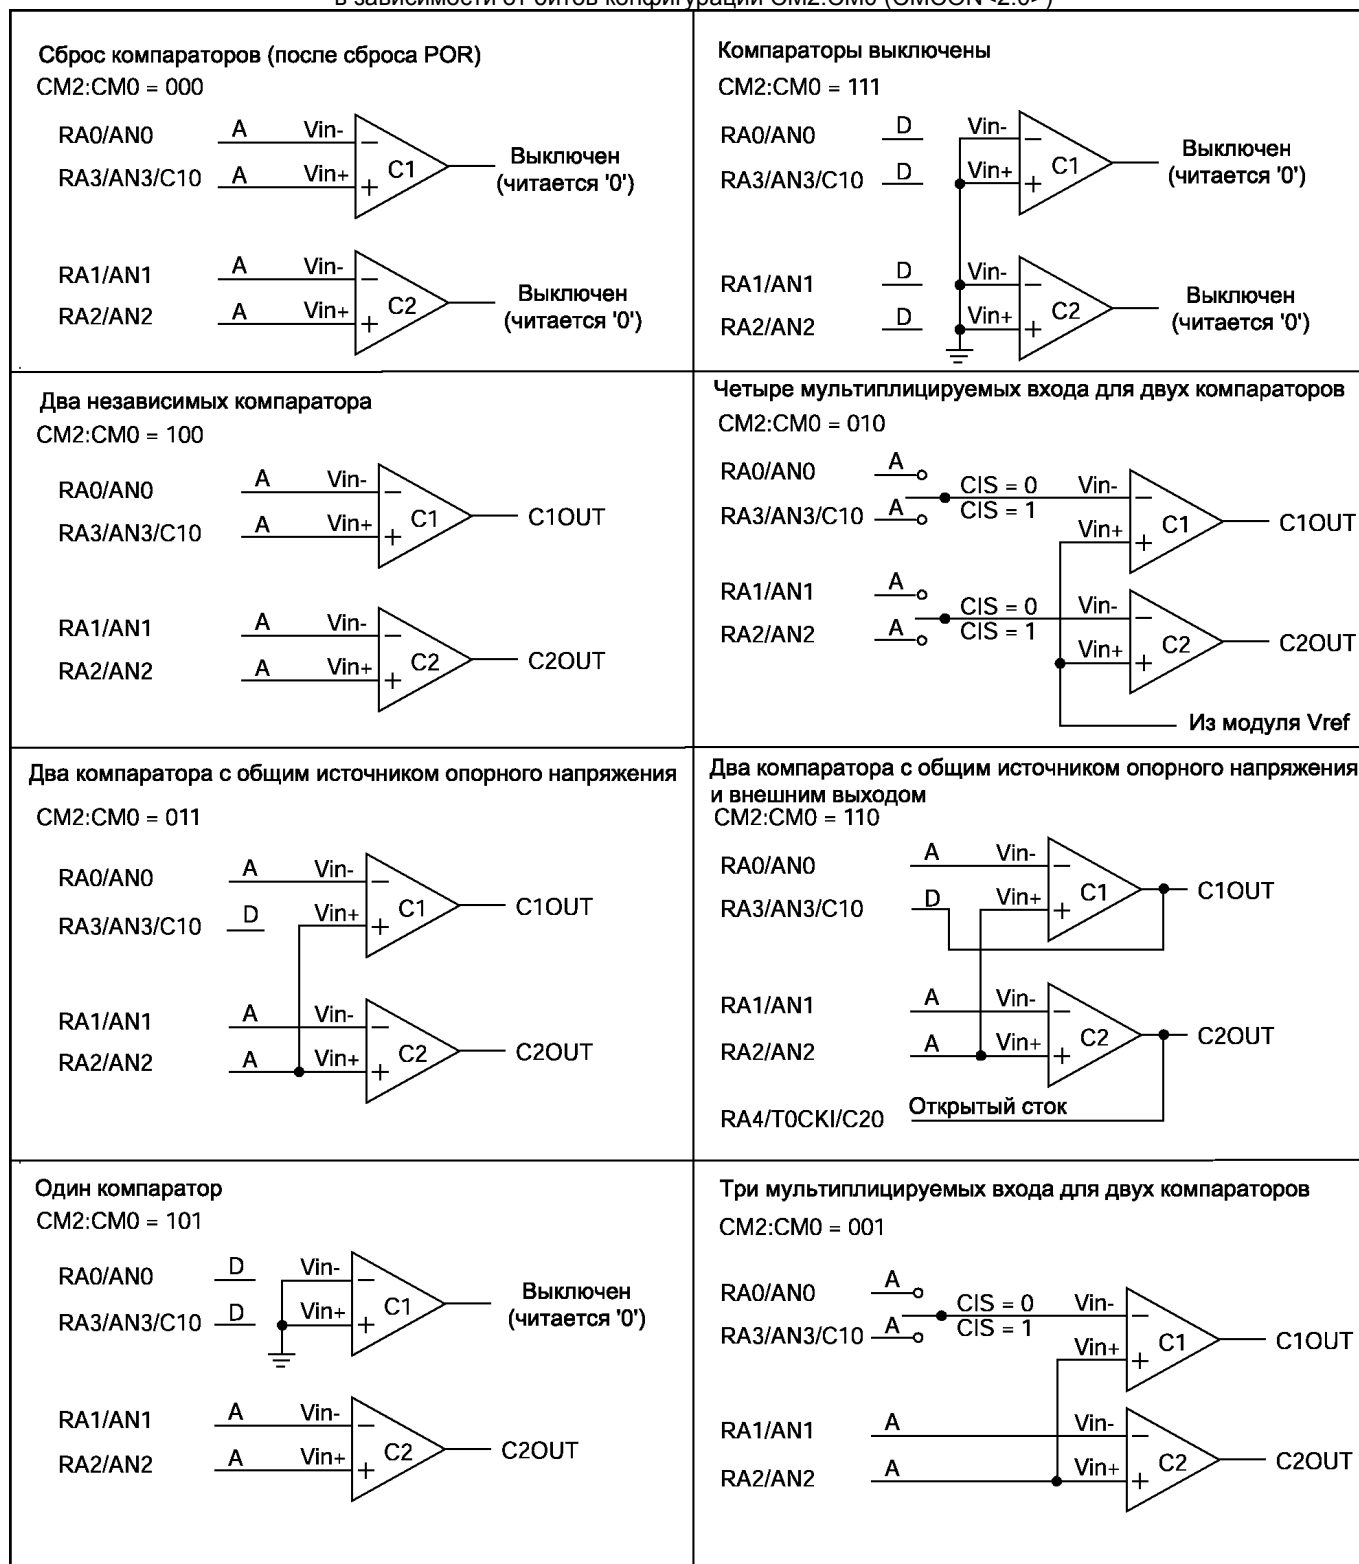 в зависимости от битов конфигурации CM2:CM0 (CMCON<2:0>)
Сброс компараторов (после сброса POR)
CM2:CM0 = 000
RA0/AN0 A Vin- −
RA3/AN3/C10 A Vin+ + C1 Выключен
(читается '0')
RA1/AN1 A Vin- −
RA2/AN2 A Vin+ + C2 Выключен
(читается '0')
Компараторы выключены
CM2:CM0 = 111
RA0/AN0 D Vin- −
RA3/AN3/C10 D Vin+ + C1 Выключен
(читается '0')
RA1/AN1 D Vin- −
RA2/AN2 D Vin+ + C2 Выключен
(читается '0')
Два независимых компаратора
CM2:CM0 = 100
RA0/AN0 A Vin- −
RA3/AN3/C10 A Vin+ + C1 C1OUT
RA1/AN1 A Vin- −
RA2/AN2 A Vin+ + C2 C2OUT
Четыре мультиплицируемых входа для двух компараторов
CM2:CM0 = 010
RA0/AN0 A CIS = 0 Vin- −
RA3/AN3/C10 A CIS = 1 Vin+ + C1 C1OUT
RA1/AN1 A CIS = 0 Vin- −
RA2/AN2 A CIS = 1 Vin+ + C2 C2OUT
Из модуля Vref
Два компаратора с общим источником опорного напряжения
CM2:CM0 = 011
RA0/AN0 A Vin- −
RA3/AN3/C10 D Vin+ + C1 C1OUT
RA1/AN1 A Vin- −
RA2/AN2 A Vin+ + C2 C2OUT
Два компаратора с общим источником опорного напряжения
и внешним выходом
CM2:CM0 = 110
RA0/AN0 A Vin- −
RA3/AN3/C10 D Vin+ + C1 C1OUT
RA1/AN1 A Vin- −
RA2/AN2 A Vin+ + C2 C2OUT
RA4/T0CKI/C20 Открытый сток
Один компаратор
CM2:CM0 = 101
RA0/AN0 D Vin- −
RA3/AN3/C10 D Vin+ + C1 Выключен
(читается '0')
RA1/AN1 A Vin- −
RA2/AN2 A Vin+ + C2 C2OUT
Три мультиплицируемых входа для двух компараторов
CM2:CM0 = 001
RA0/AN0 A CIS = 0 Vin- −
RA3/AN3/C10 A CIS = 1 Vin+ + C1 C1OUT
RA1/AN1 A Vin- −
RA2/AN2 A Vin+ + C2 C2OUT